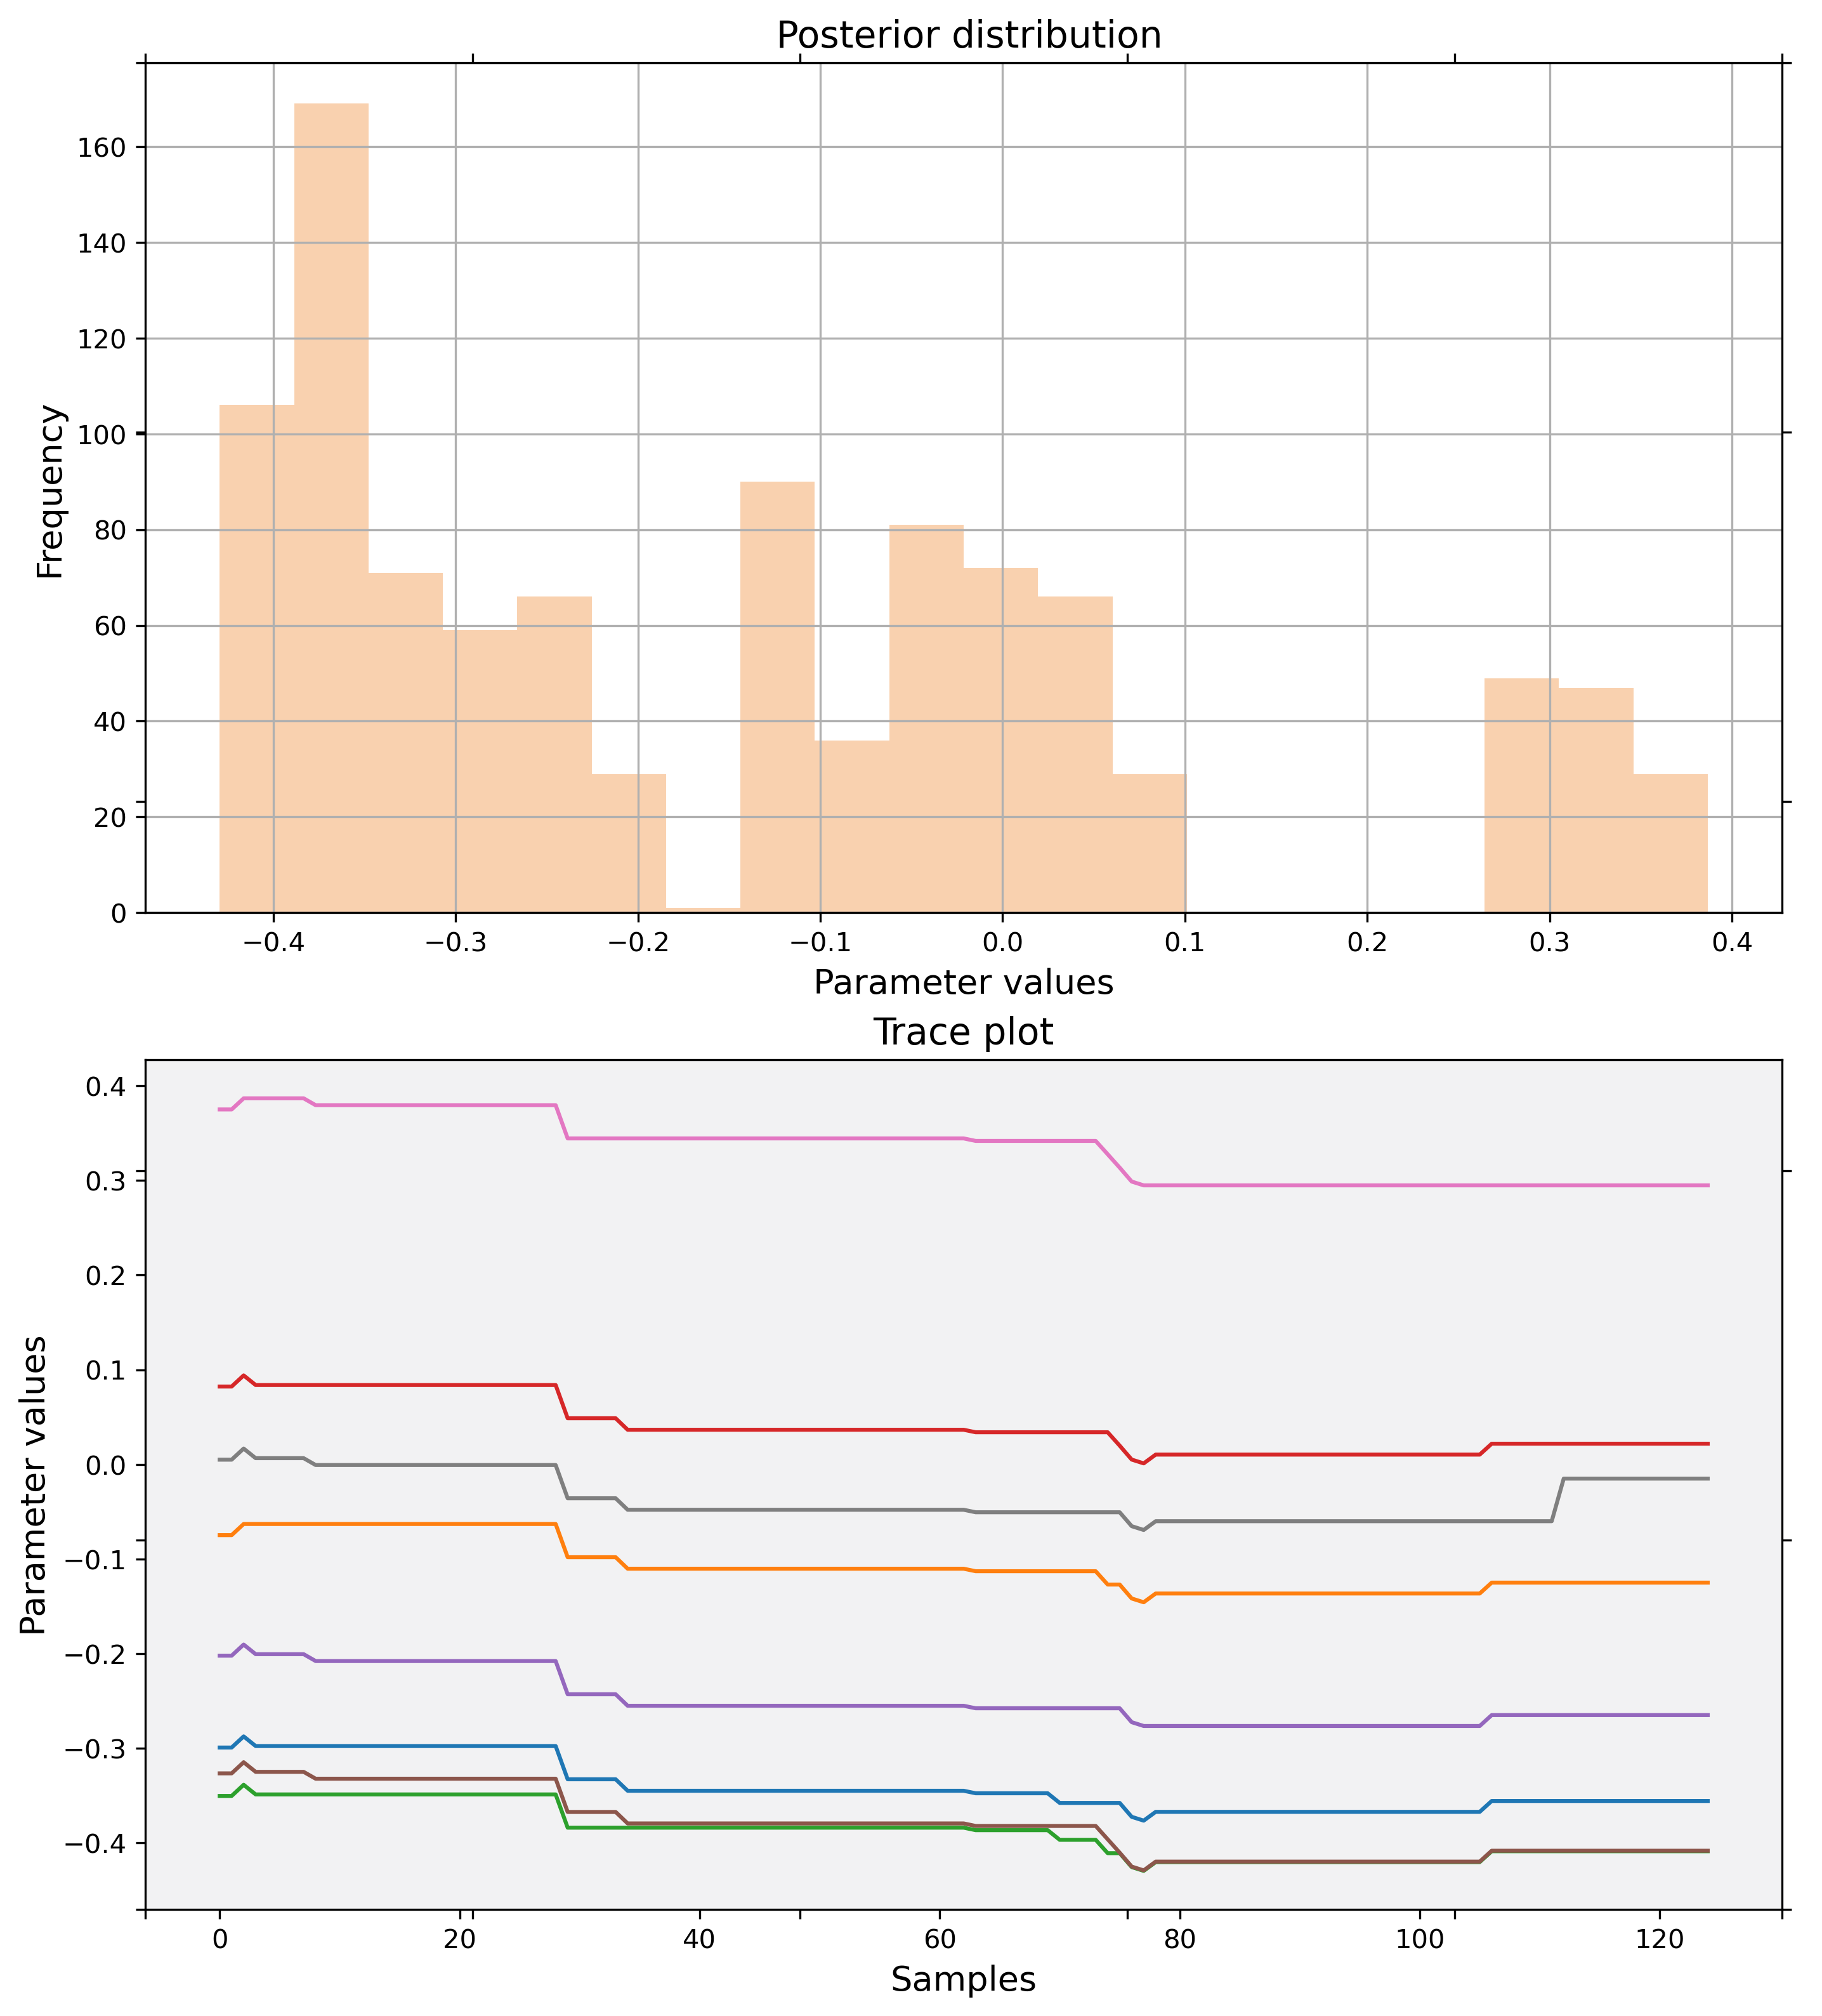 Posterior distribution
160
140
120
100
80
60
40
20
0
Frequency
−0.4 −0.3 −0.2 −0.1 0.0 0.1 0.2 0.3 0.4
Parameter values
Trace plot
0.4
0.3
0.2
0.1
0.0
−0.1
−0.2
−0.3
−0.4
Parameter values
0 20 40 60 80 100 120
Samples